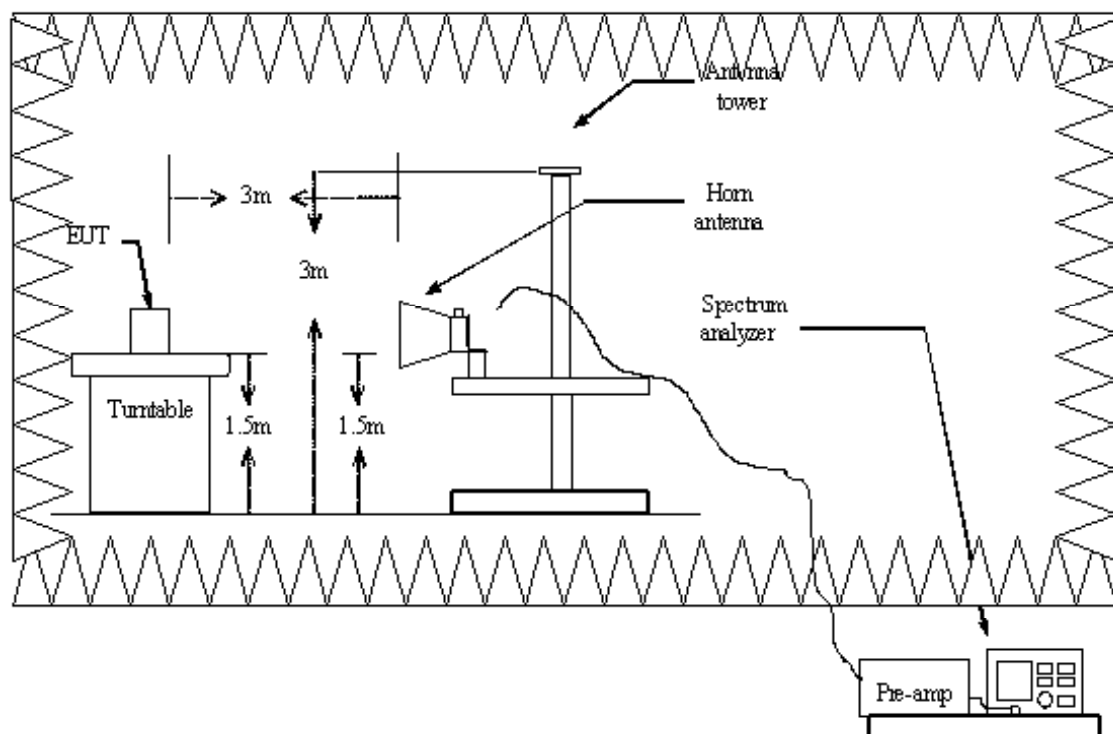 Antenna
tower
3m
Horn
antenna
EUT
3m
Spectrum
analyzer
Turntable
1.5m
1.5m
Pre-amp